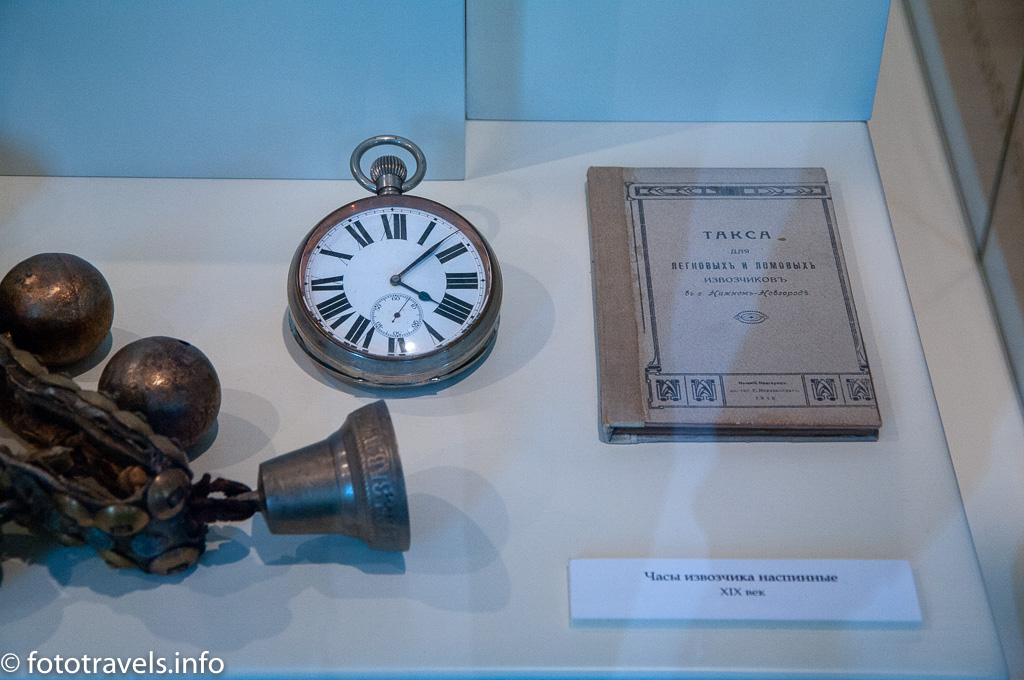 ТАКСА
ДЛЯ
ЛЕГКОВЫХЪ И ЛОМОВЫХЪ
ИЗВОЗЧИКОВЪ
въ г. Нижнемъ-Новгородѣ.
Часы извозчика наспинные
XIX век
© fototravels.info